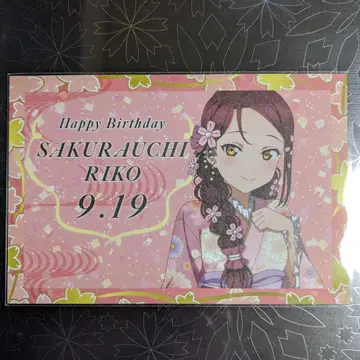 Happy Birthday
SAKURAUCHI
RIKO
9.19